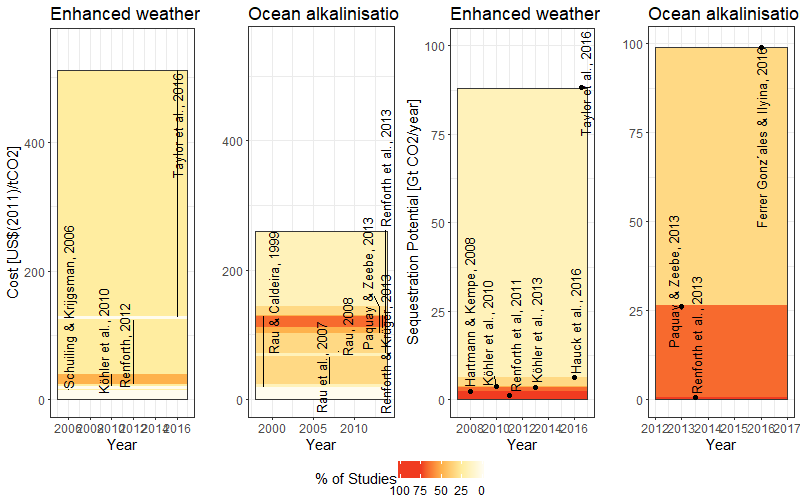 Enhanced weather
Ocean alkalinisatio
Enhanced weather
Ocean alkalinisatio
Cost [US$(2011)/tCO2]
400
200
0
Schuiling & Krijgsman, 2006
Köhler et al., 2010
Renforth, 2012
Taylor et al., 2016
2006
2008
2010
2012
2014
2016
Year
400
200
0
Rau & Caldeira, 1999
Rau et al., 2007
Rau, 2008
Paquay & Zeebe, 2013
Renforth et al., 2013
Renforth & Kruger, 2013
2000
2005
2010
Year
Sequestration Potential [Gt CO2/year]
100
75
50
25
0
Hartmann & Kempe, 2008
Köhler et al., 2010
Renforth et al., 2011
Köhler et al., 2013
Hauck et al., 2016
Taylor et al., 2016
2008
2010
2012
2014
2016
Year
100
75
50
25
0
Paquay & Zeebe, 2013
Renforth et al., 2013
Ferrer Gonz´ales & Ilyina, 2016
2012
2013
2014
2014
2015
2016
2017
Year
% of Studies
100 75 50 25 0